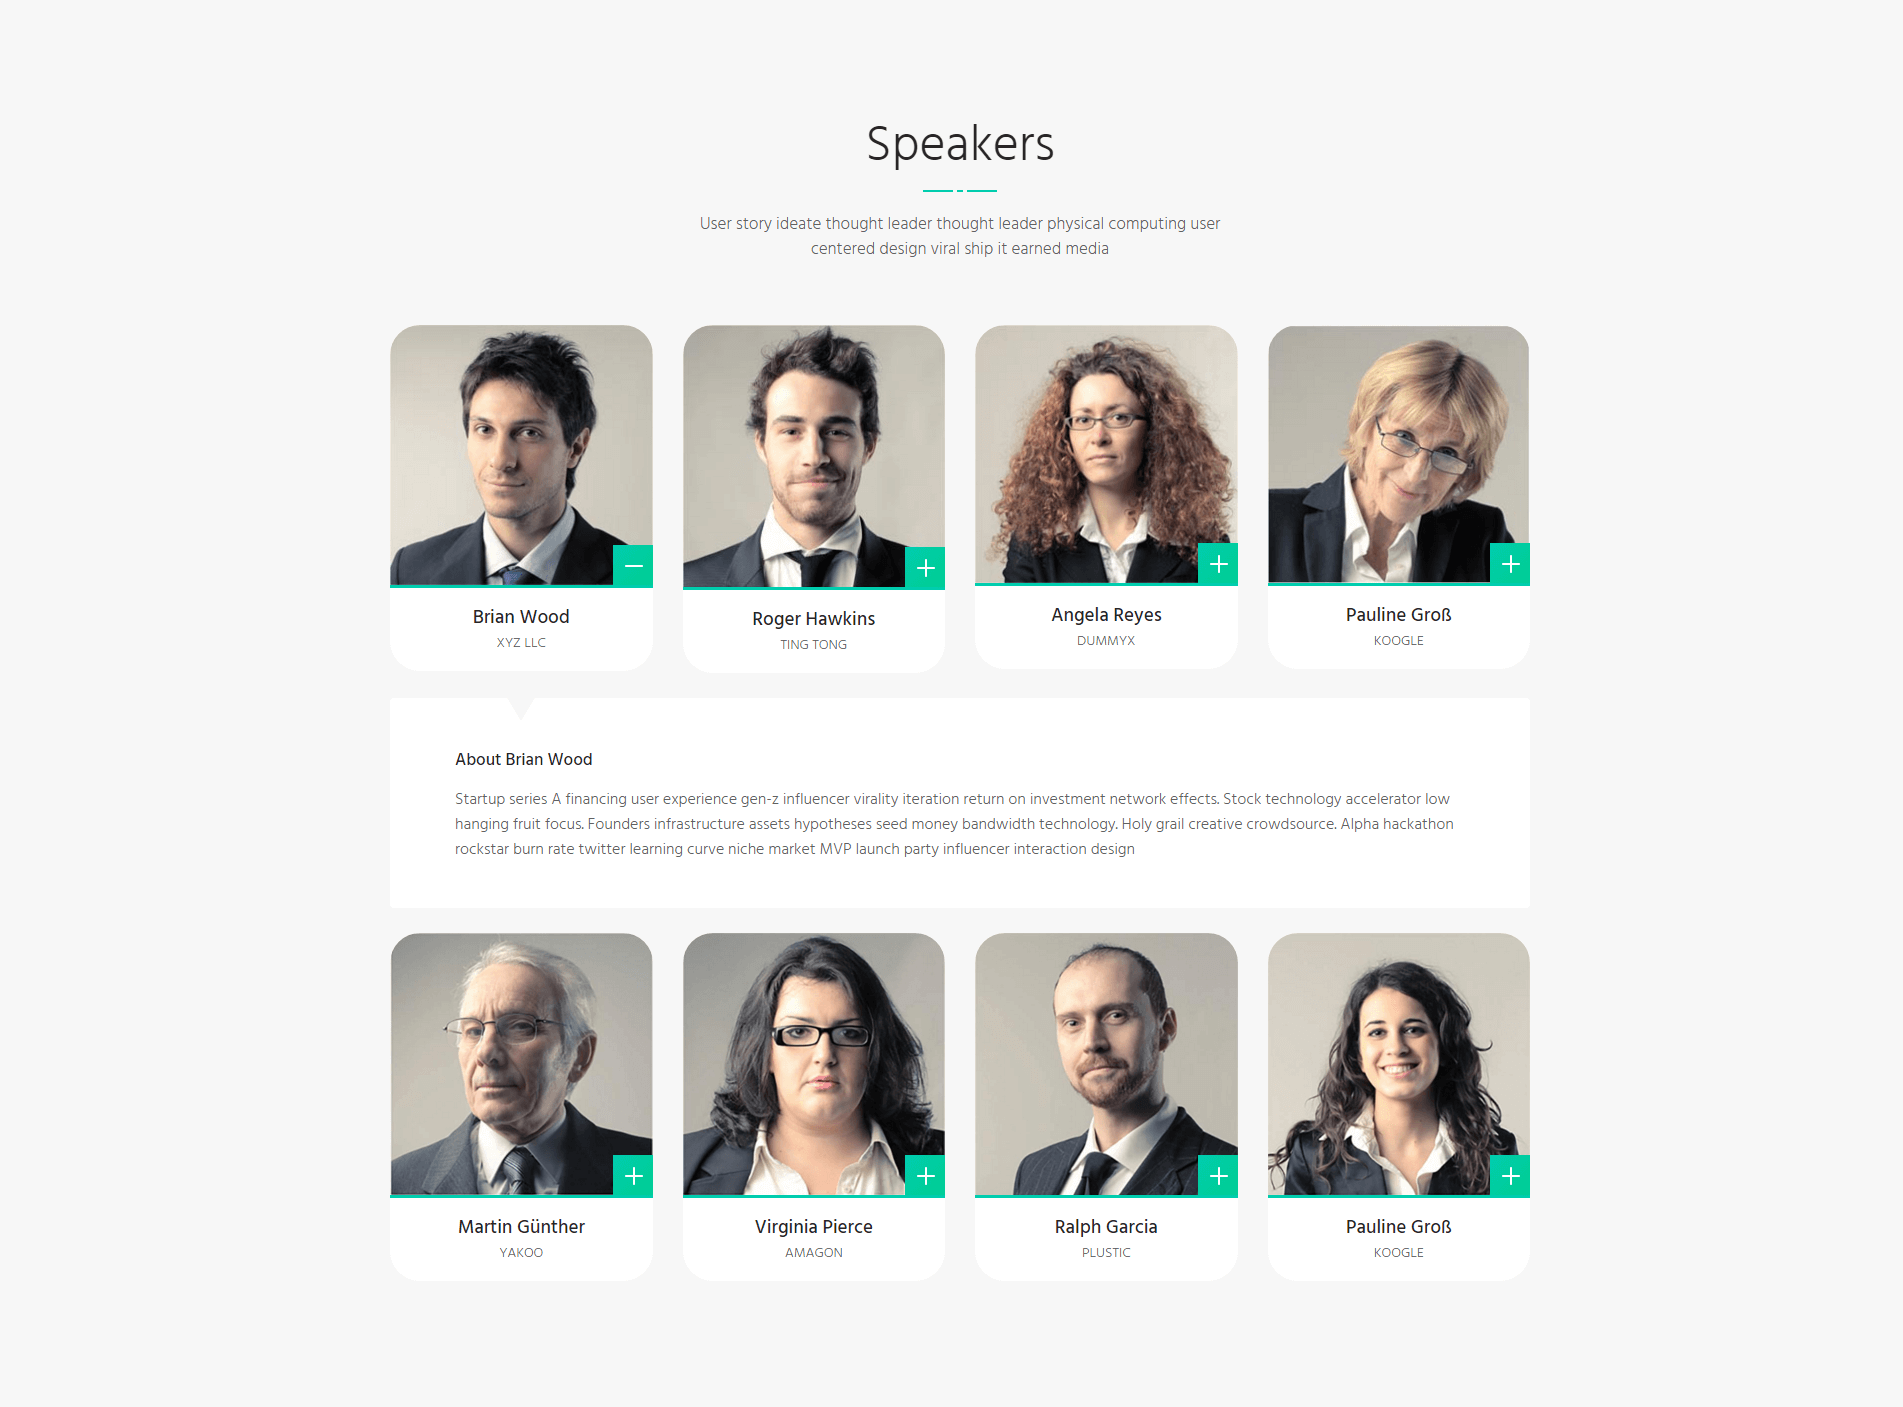 Speakers
User story ideate thought leader thought leader physical computing user
centered design viral ship it earned media
Brian Wood
XYZ LLC
Roger Hawkins
TING TONG
Angela Reyes
DUMMYX
Pauline Groß
KOOGLE
About Brian Wood
Startup series A financing user experience gen-z influencer virality iteration return on investment network effects. Stock technology accelerator low
hanging fruit focus. Founders infrastructure assets hypotheses seed money bandwidth technology. Holy grail creative crowdsource. Alpha hackathon
rockstar burn rate twitter learning curve niche market MVP launch party influencer interaction design
Martin Günther
YAKOO
Virginia Pierce
AMAGON
Ralph Garcia
PLUSTIC
Pauline Groß
KOOGLE